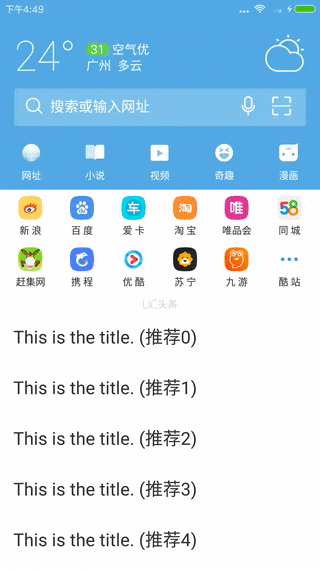 下午4:49
24° 31 空气优
广州 多云
搜索或输入网址
网址 小说 视频 奇趣 漫画
新浪 百度 爱卡 淘宝 唯品会 同城
赶集网 携程 优酷 苏宁 九游 酷站
UC头条
This is the title. (推荐0)
This is the title. (推荐1)
This is the title. (推荐2)
This is the title. (推荐3)
This is the title. (推荐4)